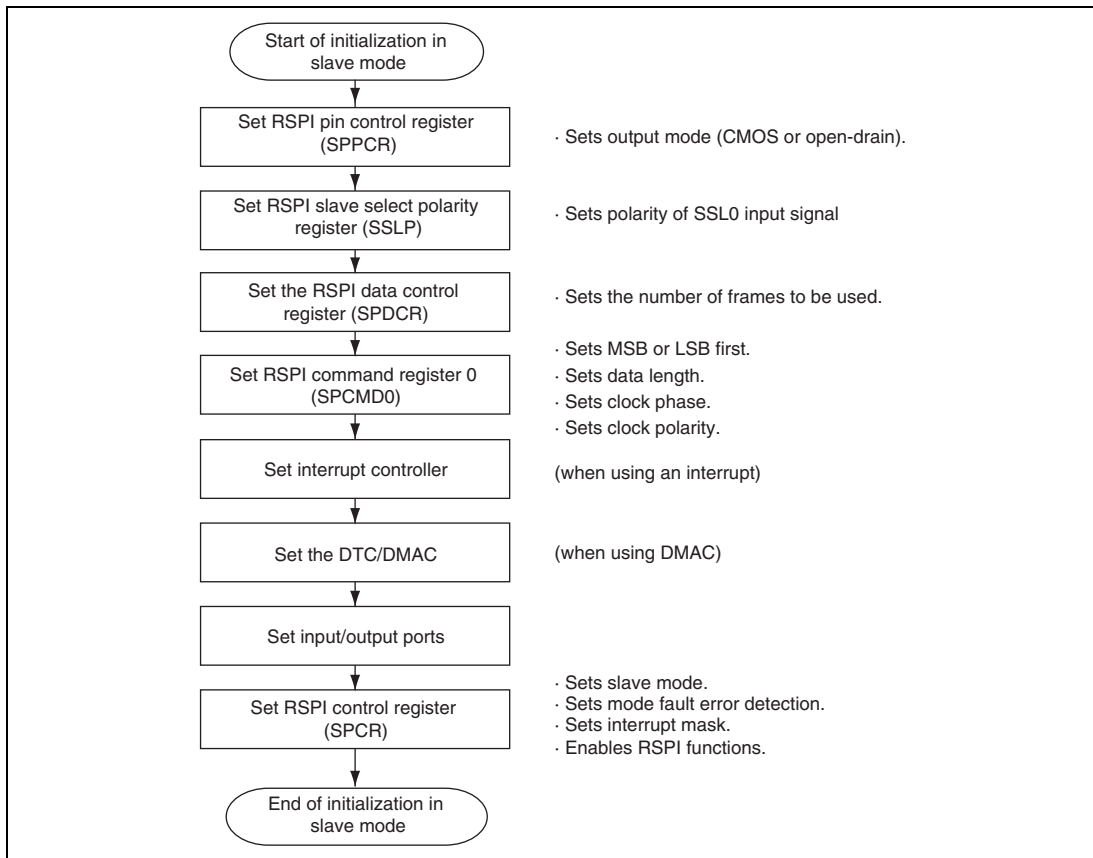 Start of initialization in
slave mode
Set RSPI pin control register
(SPPCR)
· Sets output mode (CMOS or open-drain).
Set RSPI slave select polarity
register (SSLP)
· Sets polarity of SSL0 input signal
Set the RSPI data control
register (SPDCR)
· Sets the number of frames to be used.
Set RSPI command register 0
(SPCMD0)
· Sets MSB or LSB first.
· Sets data length.
· Sets clock phase.
· Sets clock polarity.
Set interrupt controller
(when using an interrupt)
Set the DTC/DMAC
(when using DMAC)
Set input/output ports
Set RSPI control register
(SPCR)
· Sets slave mode.
· Sets mode fault error detection.
· Sets interrupt mask.
· Enables RSPI functions.
End of initialization in
slave mode